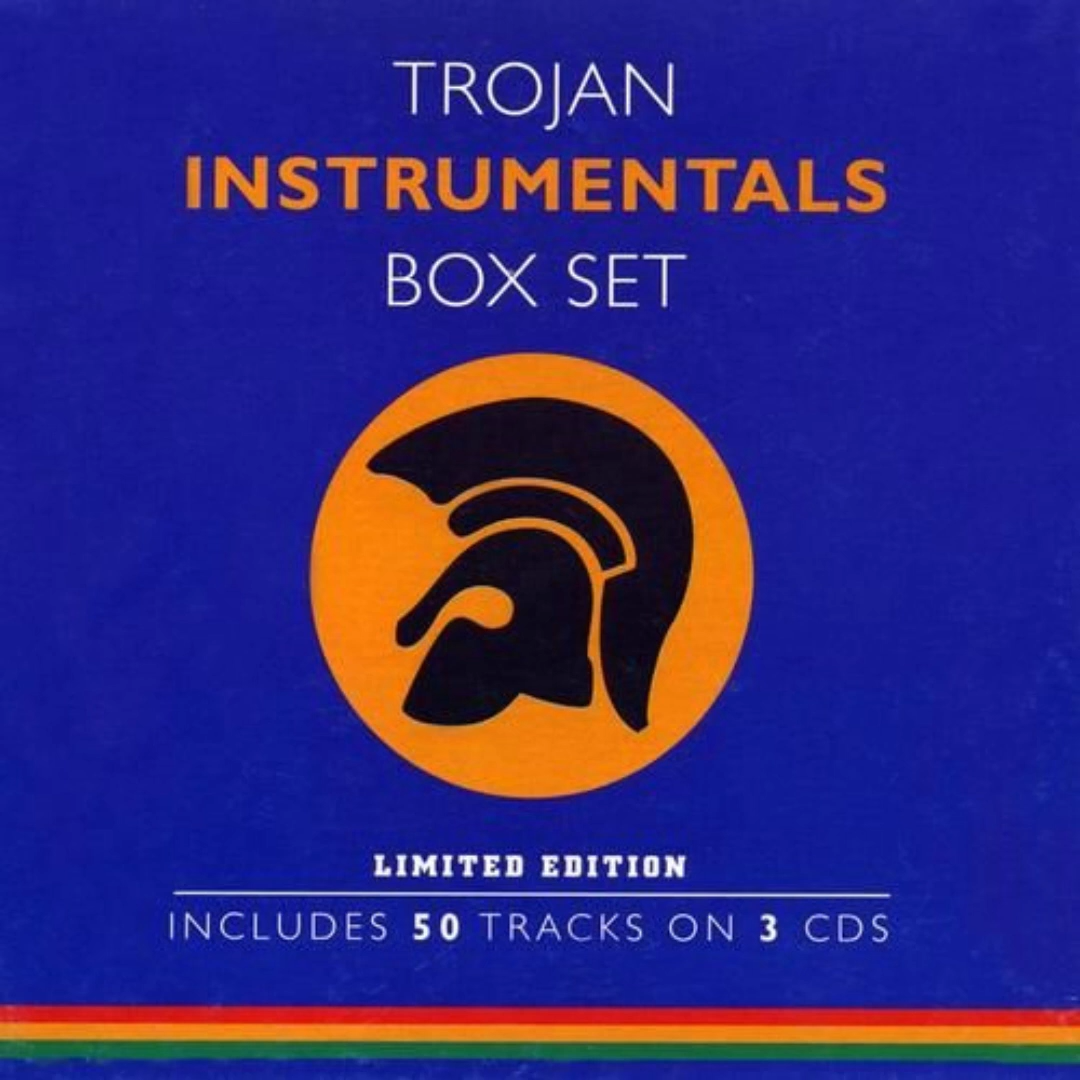 TROJAN
INSTRUMENTALS
BOX SET
LIMITED EDITION
INCLUDES 50 TRACKS ON 3 CDS